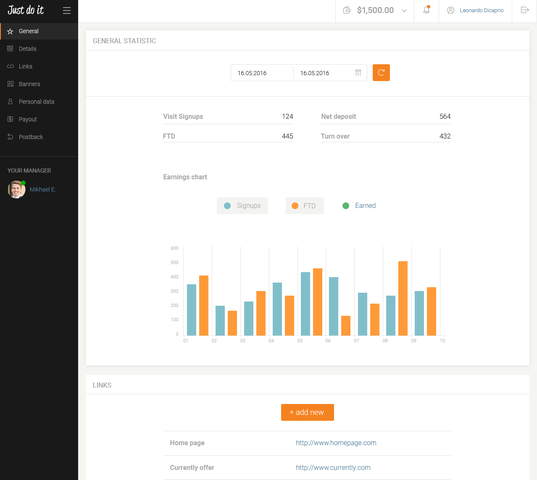 Just do it
$1,500.00
Leonardo Dicapno
General
Details
Links
Banners
Personal data
Payout
Postback
YOUR MANAGER
Mikhael E.
GENERAL STATISTIC
16.05.2016 16.05.2016
Visit Signups 124 Net deposit 564
FTD 445 Turn over 432
Earnings chart
Signups FTD Earned
600
500
400
300
200
100
0
01 02 03 04 05 06 07 08 09 10
LINKS
+ add new
Home page http://www.homepage.com
Currently offer http://www.currently.com